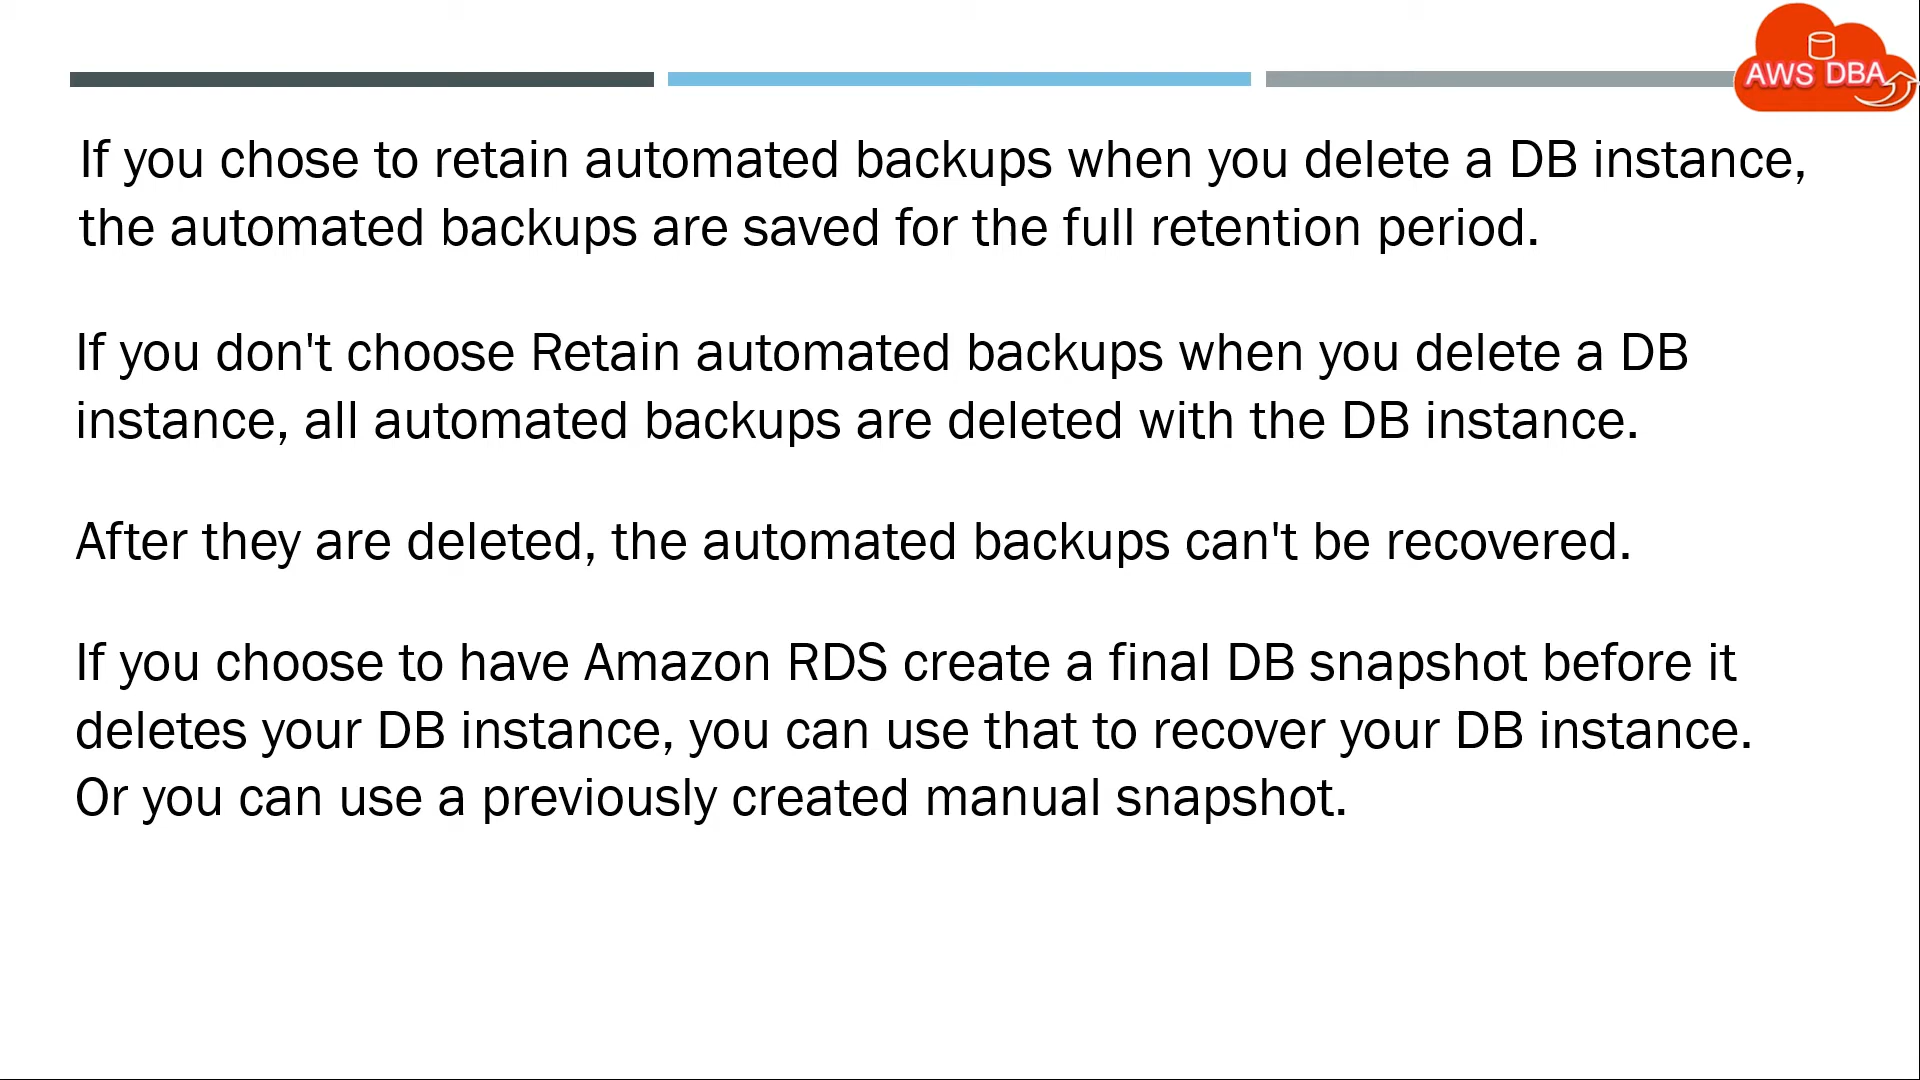 AWS DBA
If you chose to retain automated backups when you delete a DB instance,
the automated backups are saved for the full retention period.
If you don't choose Retain automated backups when you delete a DB
instance, all automated backups are deleted with the DB instance.
After they are deleted, the automated backups can't be recovered.
If you choose to have Amazon RDS create a final DB snapshot before it
deletes your DB instance, you can use that to recover your DB instance.
Or you can use a previously created manual snapshot.